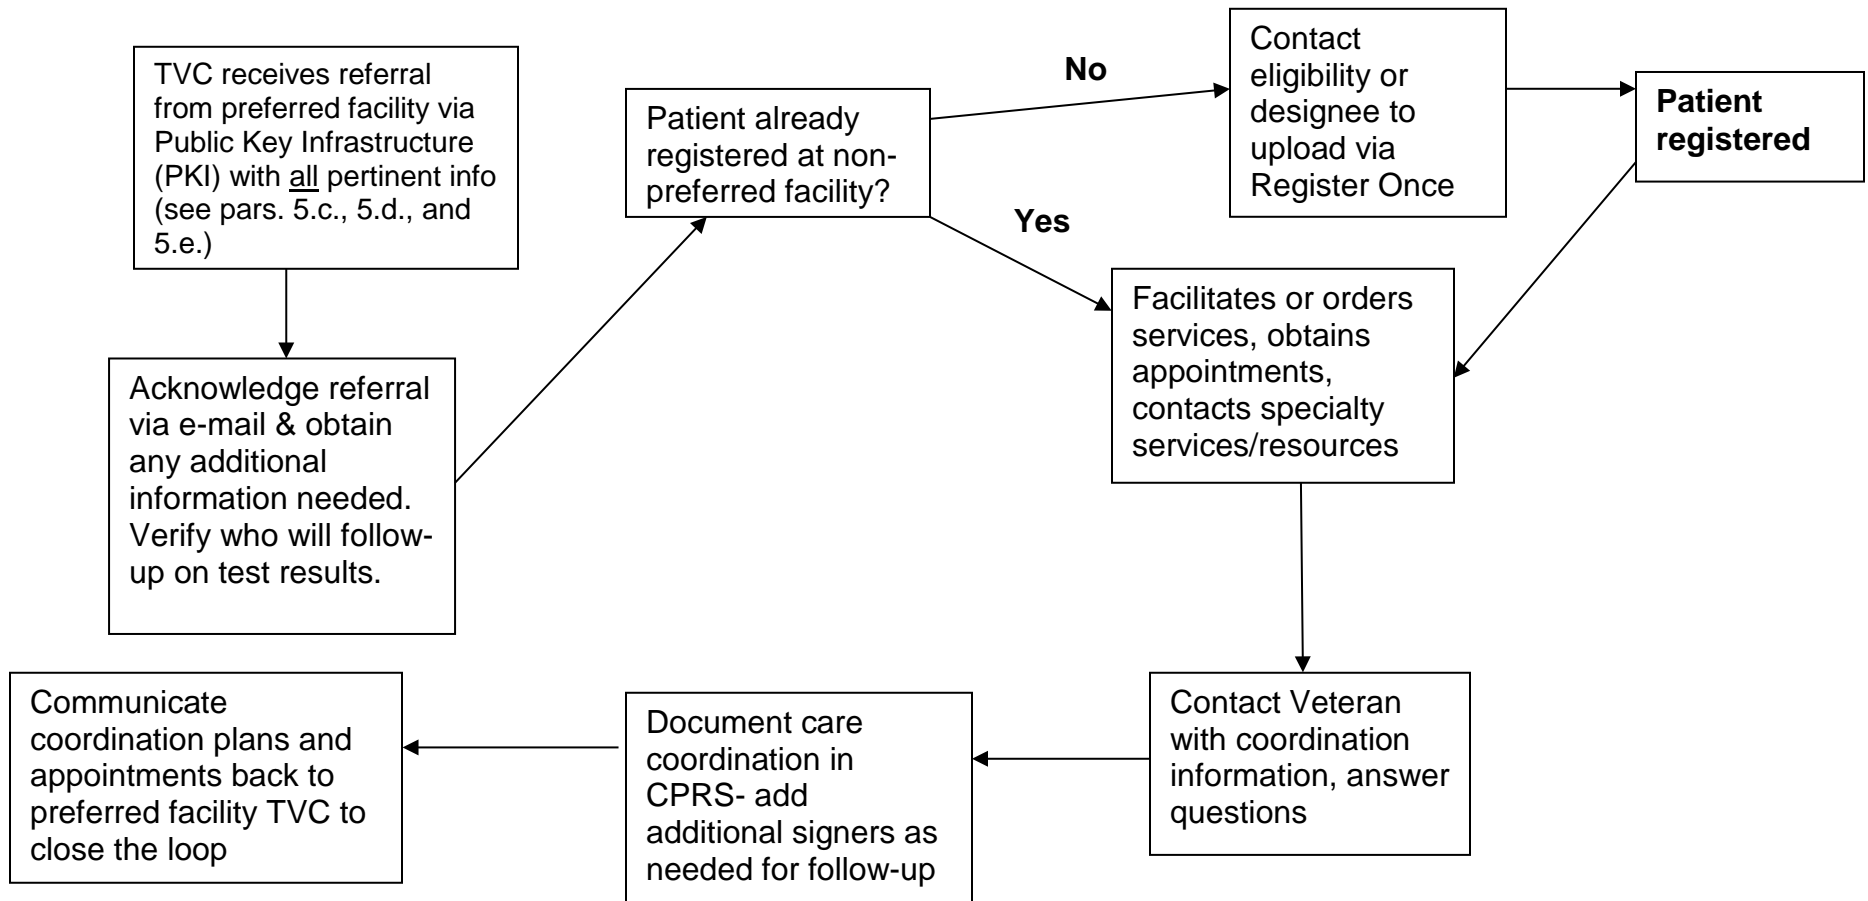 TVC receives referral
from preferred facility via
Public Key Infrastructure
(PKI) with all pertinent info
(see pars. 5.c., 5.d., and
5.e.)
Acknowledge referral
via e-mail & obtain
any additional
information needed.
Verify who will follow-
up on test results.
Patient already
registered at non-
preferred facility?
No
Contact
eligibility or
designee to
upload via
Register Once
Patient
registered
Yes
Facilitates or orders
services, obtains
appointments,
contacts specialty
services/resources
Contact Veteran
with coordination
information, answer
questions
Document care
coordination in
CPRS- add
additional signers as
needed for follow-up
Communicate
coordination plans and
appointments back to
preferred facility TVC to
close the loop